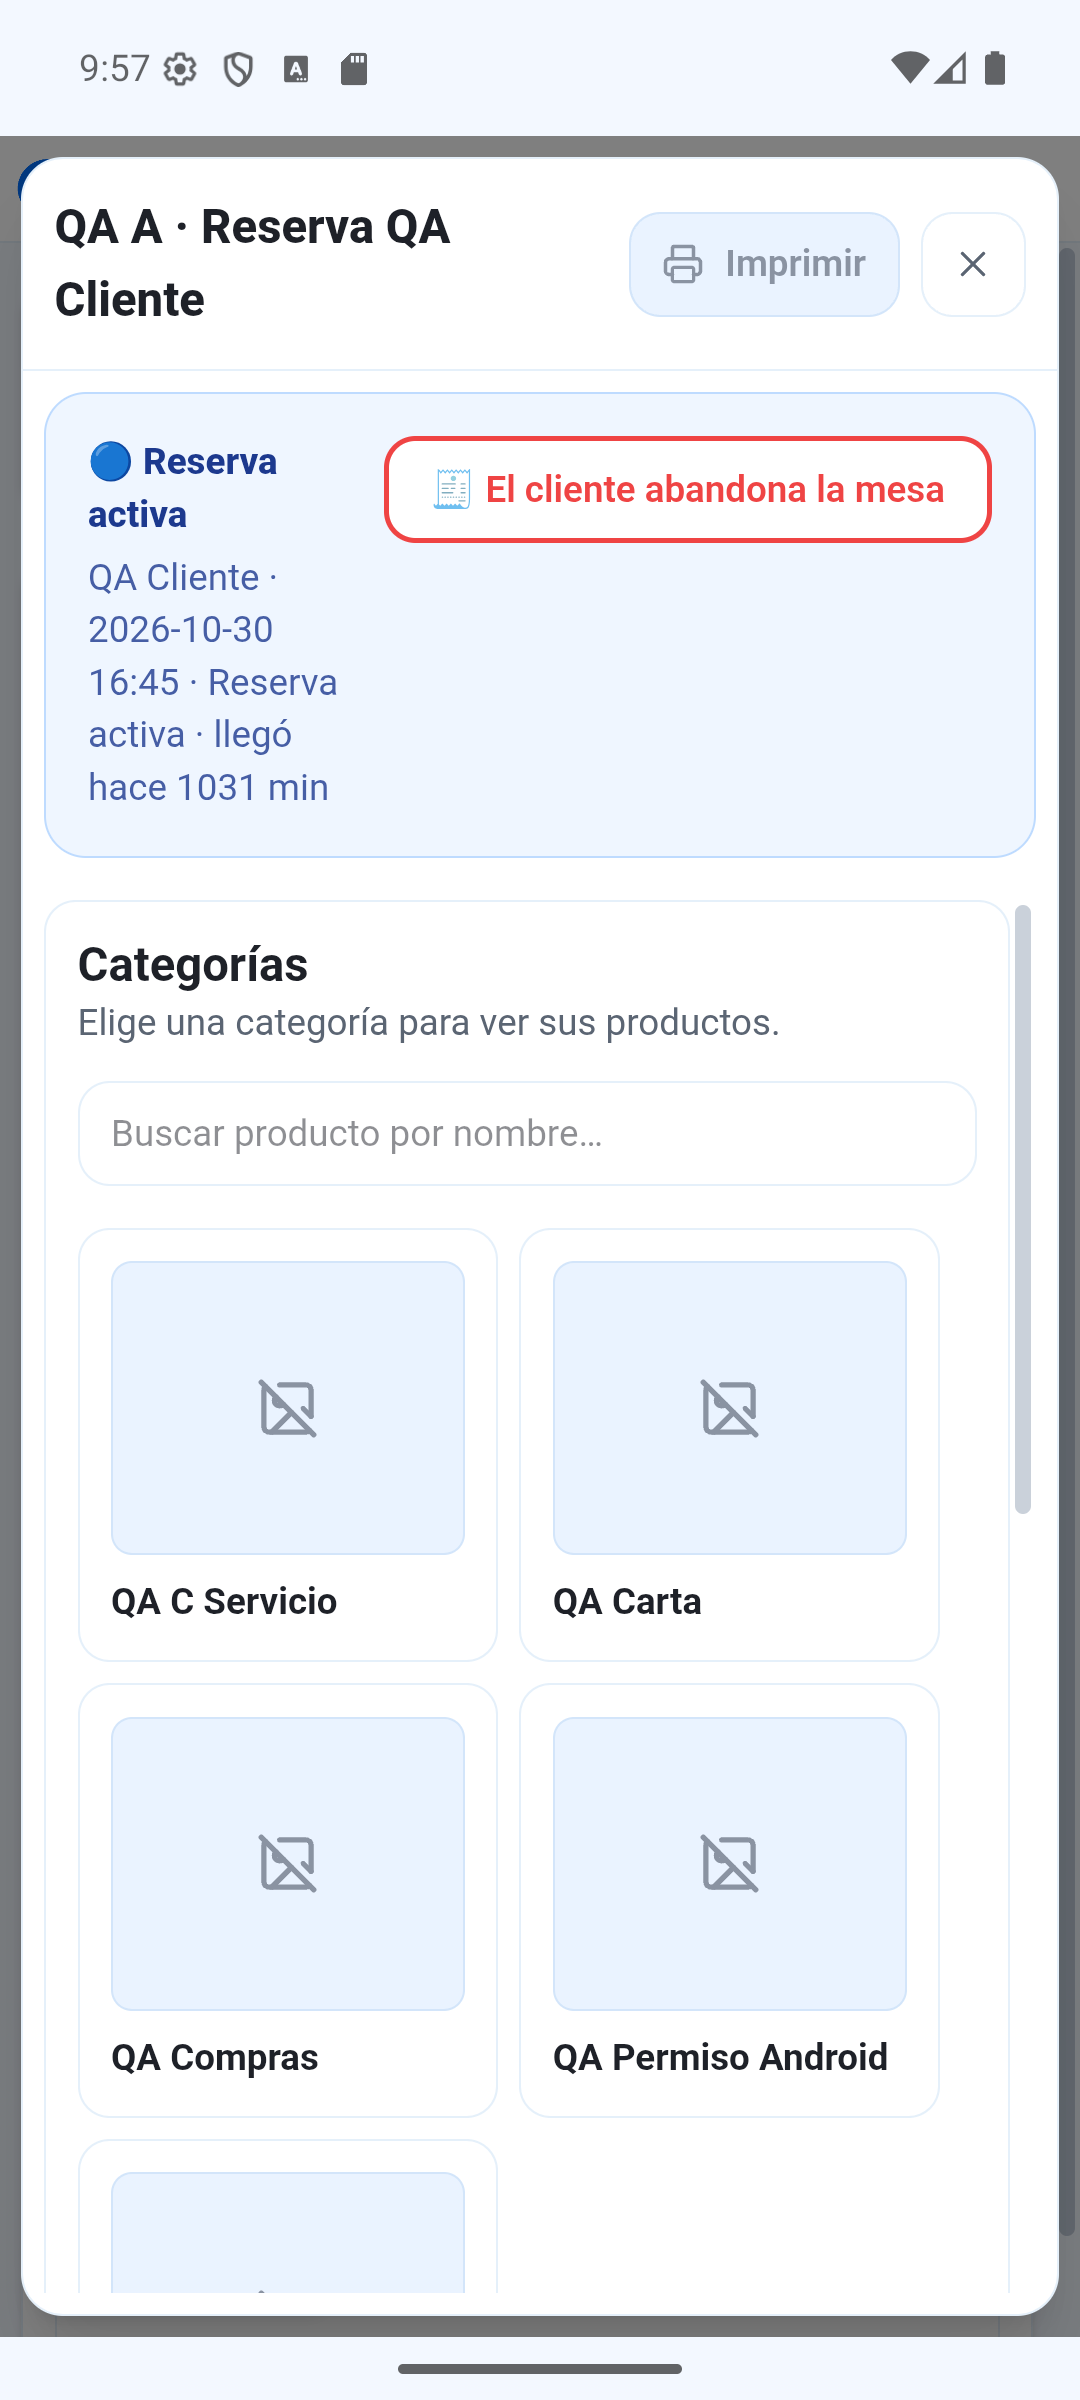 9:57
QA A · Reserva QA
Cliente
Imprimir
🔵 Reserva
activa
🧾 El cliente abandona la mesa
QA Cliente ·
2026-10-30
16:45 · Reserva
activa · llegó
hace 1031 min
Categorías
Elige una categoría para ver sus productos.
Buscar producto por nombre...
QA C Servicio
QA Carta
QA Compras
QA Permiso Android